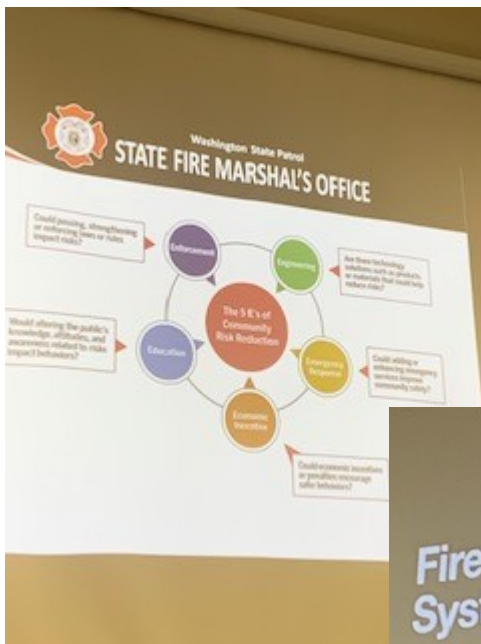 Washington State Patrol
STATE FIRE MARSHAL'S OFFICE
Could passing, strengthening
or enforcing laws or rules
impact risks?
Enforcement
Engineering
Are there technology
solutions such as products
or materials that could help
reduce risk?
The 5 E's of
Community
Risk Reduction
Would altering the public's
knowledge, attitudes, and
awareness related to risks
impact behaviors?
Education
Emergency
Response
Could adding or
enhancing emergency
services improve
community safety?
Economic
Incentive
Could economic incentives
or penalties encourage
safer behaviors?
Fire
Syst